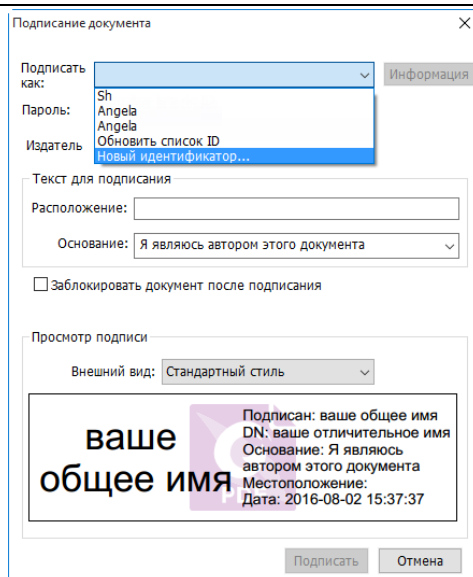 Подписание документа
Подписать как:
Информация
Sh
Angela
Angela
Обновить список ID
Новый идентификатор...
Пароль:
Издатель
Текст для подписания
Расположение:
Основание: Я являюсь автором этого документа
Заблокировать документ после подписания
Просмотр подписи
Внешний вид: Стандартный стиль
ваше
общее имя
Подписан: ваше общее имя
DN: ваше отличительное имя
Основание: Я являюсь
автором этого документа
Местоположение:
Дата: 2016-08-02 15:37:37
PDF
Подписать
Отмена